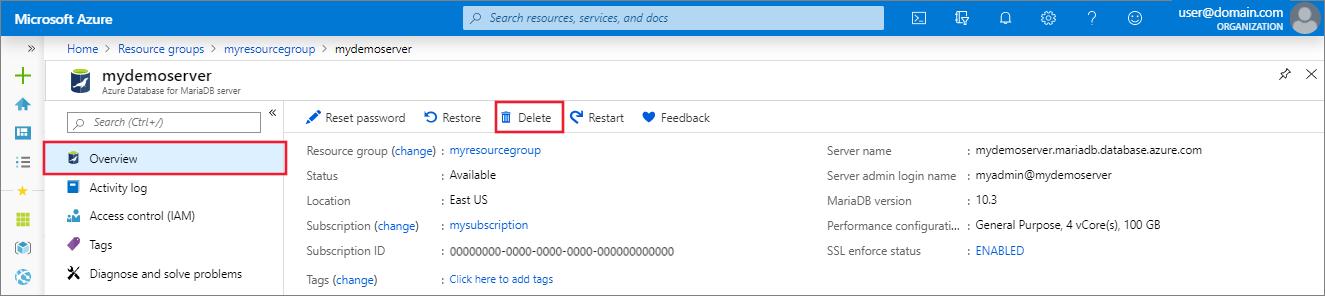 Microsoft Azure
Search resources, services, and docs
user@domain.com
ORGANIZATION
Home > Resource groups > myresourcegroup > mydemoserver
mydemoserver
Azure Database for MariaDB server
Search (Ctrl+/)
Overview
Activity log
Access control (IAM)
Tags
Diagnose and solve problems
Reset password Restore Delete Restart Feedback
Resource group (change) : myresourcegroup
Status : Available
Location : East US
Subscription (change) : mysubscription
Subscription ID : 00000000-0000-0000-0000-000000000000
Tags (change) : Click here to add tags
Server name : mydemoserver.mariadb.database.azure.com
Server admin login name : myadmin@mydemoserver
MariaDB version : 10.3
Performance configurati... : General Purpose, 4 vCore(s), 100 GB
SSL enforce status : ENABLED